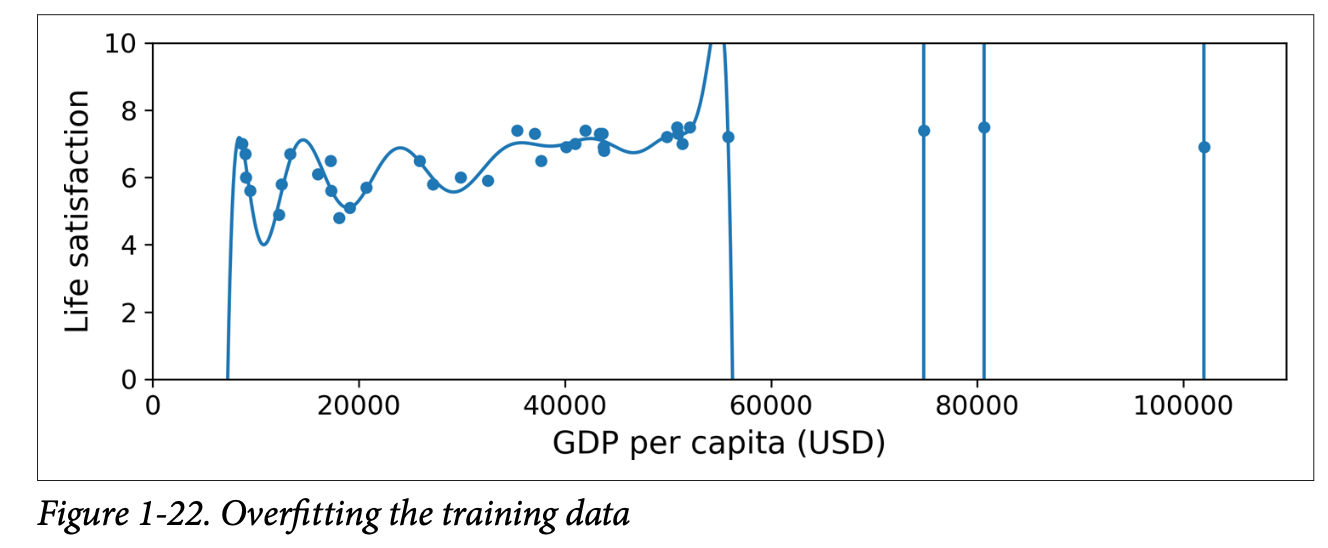 10
8
6
4
2
0
Life satisfaction
0 20000 40000 60000 80000 100000
GDP per capita (USD)
Figure 1-22. Overfitting the training data